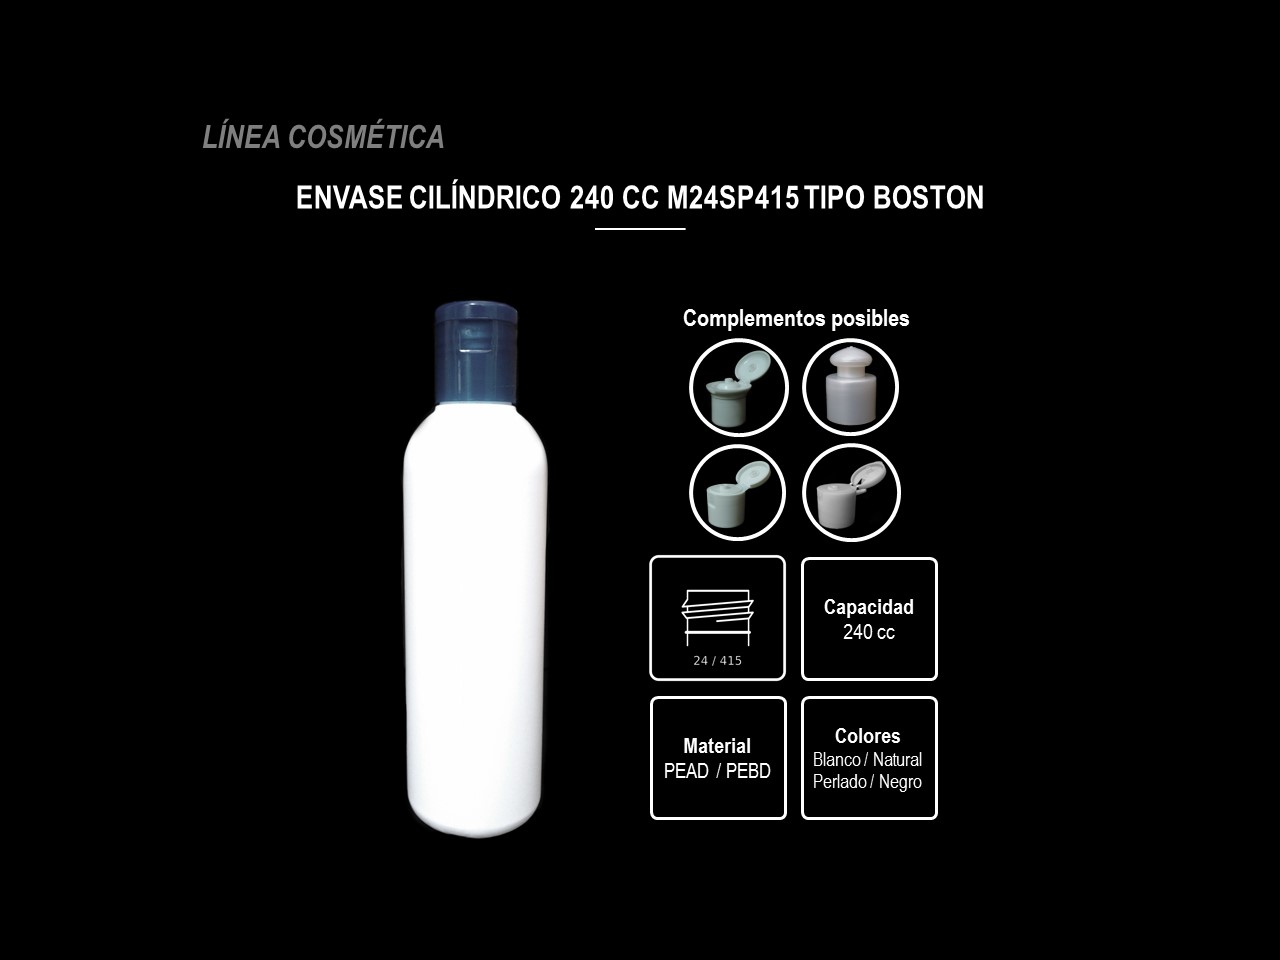 LÍNEA COSMÉTICA
ENVASE CILÍNDRICO 240 CC M24SP415 TIPO BOSTON
Complementos posibles
24 / 415
Capacidad
240 cc
Material
PEAD / PEBD
Colores
Blanco / Natural
Perlado / Negro